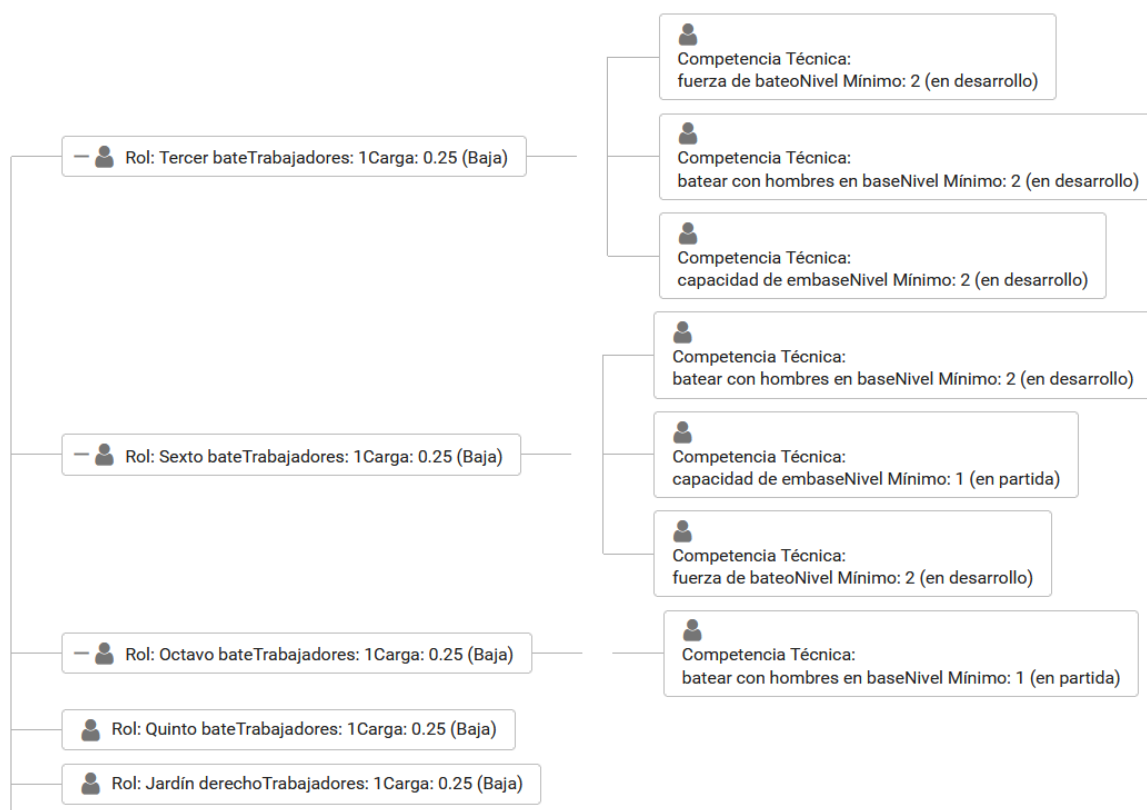 Competencia Técnica:
fuerza de bateoNivel Mínimo: 2 (en desarrollo)
Rol: Tercer bateTrabajadores: 1Carga: 0.25 (Baja)
Competencia Técnica:
batear con hombres en baseNivel Mínimo: 2 (en desarrollo)
Competencia Técnica:
capacidad de embaseNivel Mínimo: 2 (en desarrollo)
Competencia Técnica:
batear con hombres en baseNivel Mínimo: 2 (en desarrollo)
Rol: Sexto bateTrabajadores: 1Carga: 0.25 (Baja)
Competencia Técnica:
capacidad de embaseNivel Mínimo: 1 (en partida)
Competencia Técnica:
fuerza de bateoNivel Mínimo: 2 (en desarrollo)
Rol: Octavo bateTrabajadores: 1Carga: 0.25 (Baja)
Competencia Técnica:
batear con hombres en baseNivel Mínimo: 1 (en partida)
Rol: Quinto bateTrabajadores: 1Carga: 0.25 (Baja)
Rol: Jardín derechoTrabajadores: 1Carga: 0.25 (Baja)